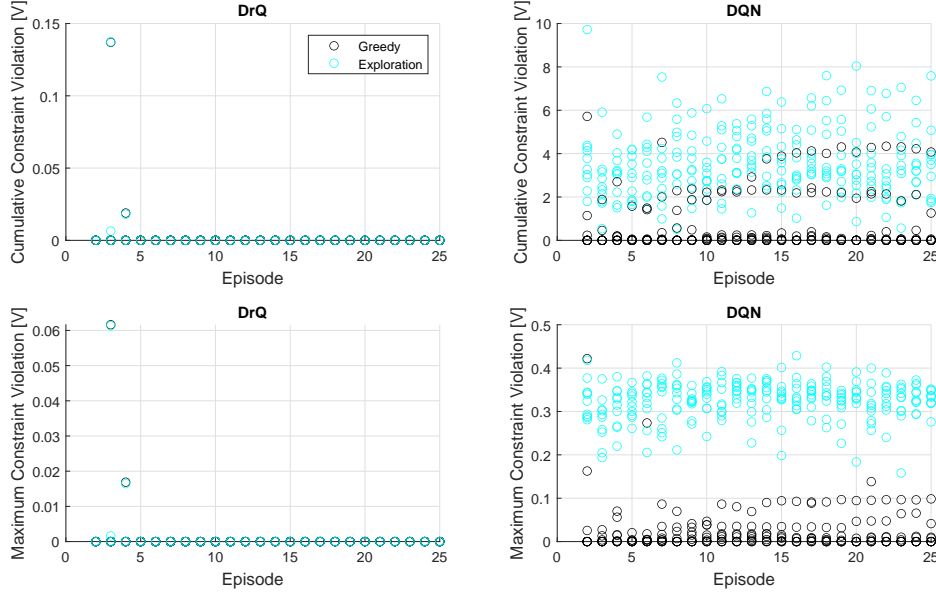 DrQ
Cumulative Constraint Violation [V]
0.15
0.1
0.05
0
0 5 10 15 20 25
Episode
Greedy
Exploration
DQN
Cumulative Constraint Violation [V]
10
8
6
4
2
0
0 5 10 15 20 25
Episode
DrQ
Maximum Constraint Violation [V]
0.06
0.05
0.04
0.03
0.02
0.01
0
0 5 10 15 20 25
Episode
DQN
Maximum Constraint Violation [V]
0.5
0.4
0.3
0.2
0.1
0
0 5 10 15 20 25
Episode